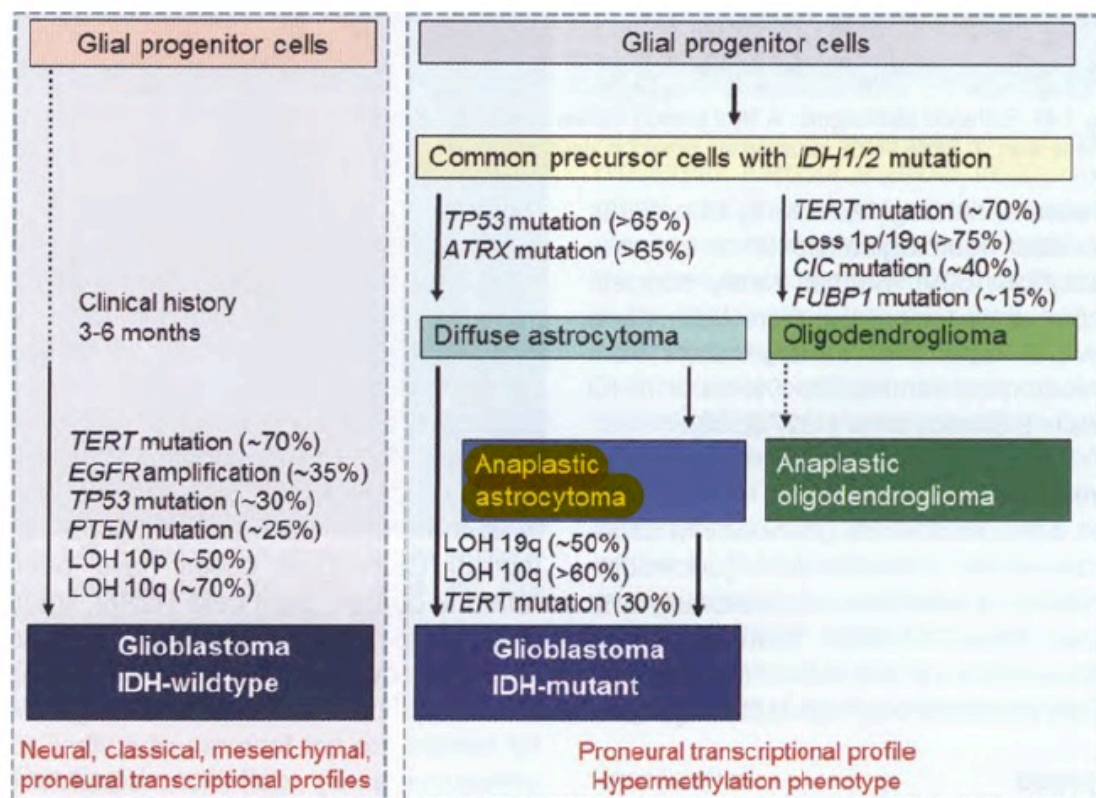 Glial progenitor cells
Clinical history
3-6 months
TERT mutation (~70%)
EGFR amplification (~35%)
TP53 mutation (~30%)
PTEN mutation (~25%)
LOH 10p (~50%)
LOH 10q (~70%)
Glioblastoma
IDH-wildtype
Neural, classical, mesenchymal,
proneural transcriptional profiles
Glial progenitor cells
Common precursor cells with IDH1/2 mutation
TP53 mutation (>65%)
ATRX mutation (>65%)
TERT mutation (~70%)
Loss 1p/19q (>75%)
CIC mutation (~40%)
FUBP1 mutation (~15%)
Diffuse astrocytoma
Oligodendroglioma
Anaplastic
astrocytoma
Anaplastic
oligodendroglioma
LOH 19q (~50%)
LOH 10q (>60%)
TERT mutation (30%)
Glioblastoma
IDH-mutant
Proneural transcriptional profile
Hypermethylation phenotype